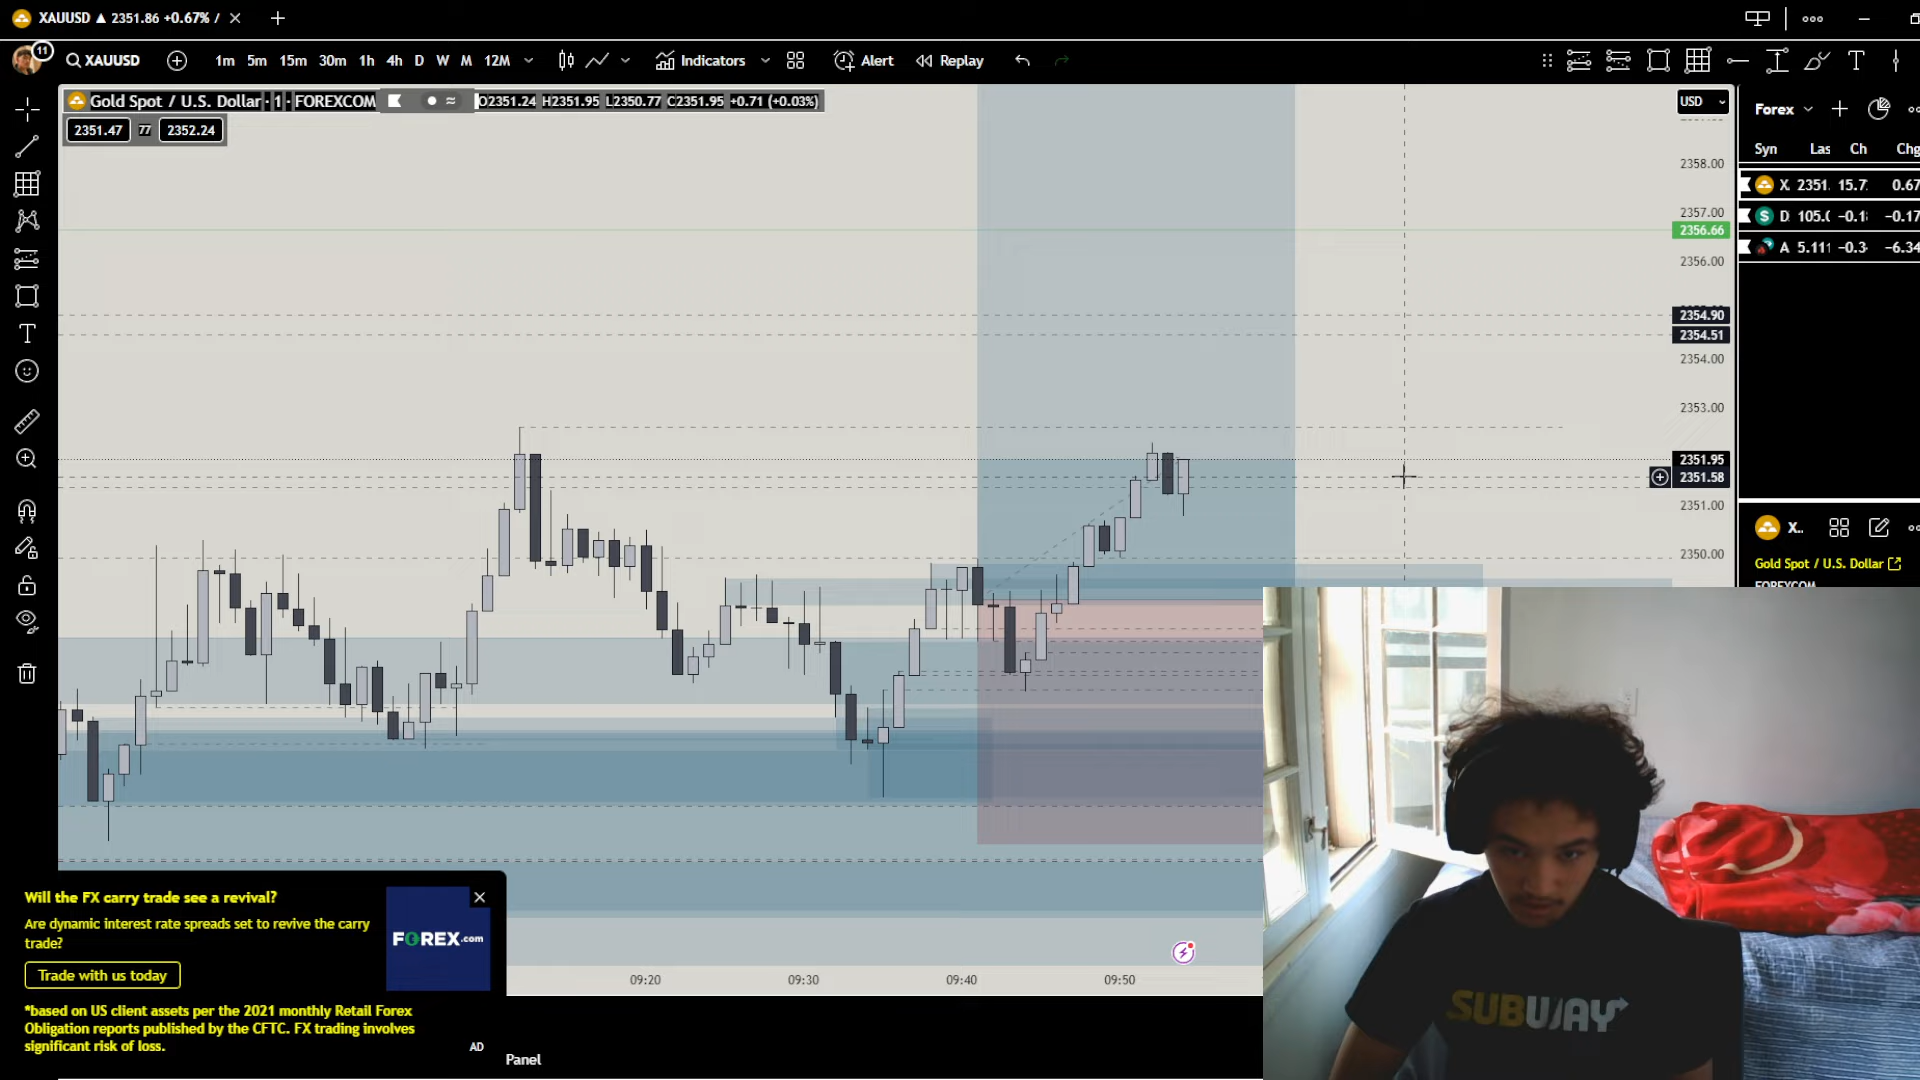 XAUUSD ▲ 2351.86 +0.67% /
11
XAUUSD
1m 5m 15m 30m 1h 4h D W M 12M
Indicators
Alert
Replay
Gold Spot / U.S. Dollar · 1 · FOREXCOM
O2351.24 H2351.95 L2350.77 C2351.95 +0.71 (+0.03%)
2351.47 77 2352.24
USD
2358.00
2357.00
2356.66
2356.00
2354.90
2354.51
2354.00
2353.00
2351.95
2351.58
2351.00
2350.00
Forex
Syn Las Ch Chg
X 2351. 15.7 0.67
D 105.0 −0.1 −0.17
A 5.11 −0.3 −6.34
X..
Gold Spot / U.S. Dollar
FOREXCOM
09:20 09:30 09:40 09:50
Will the FX carry trade see a revival?
Are dynamic interest rate spreads set to revive the carry
trade?
FOREX.com
Trade with us today
*based on US client assets per the 2021 monthly Retail Forex
Obligation reports published by the CFTC. FX trading involves
significant risk of loss.
AD
Panel
SUBWAY